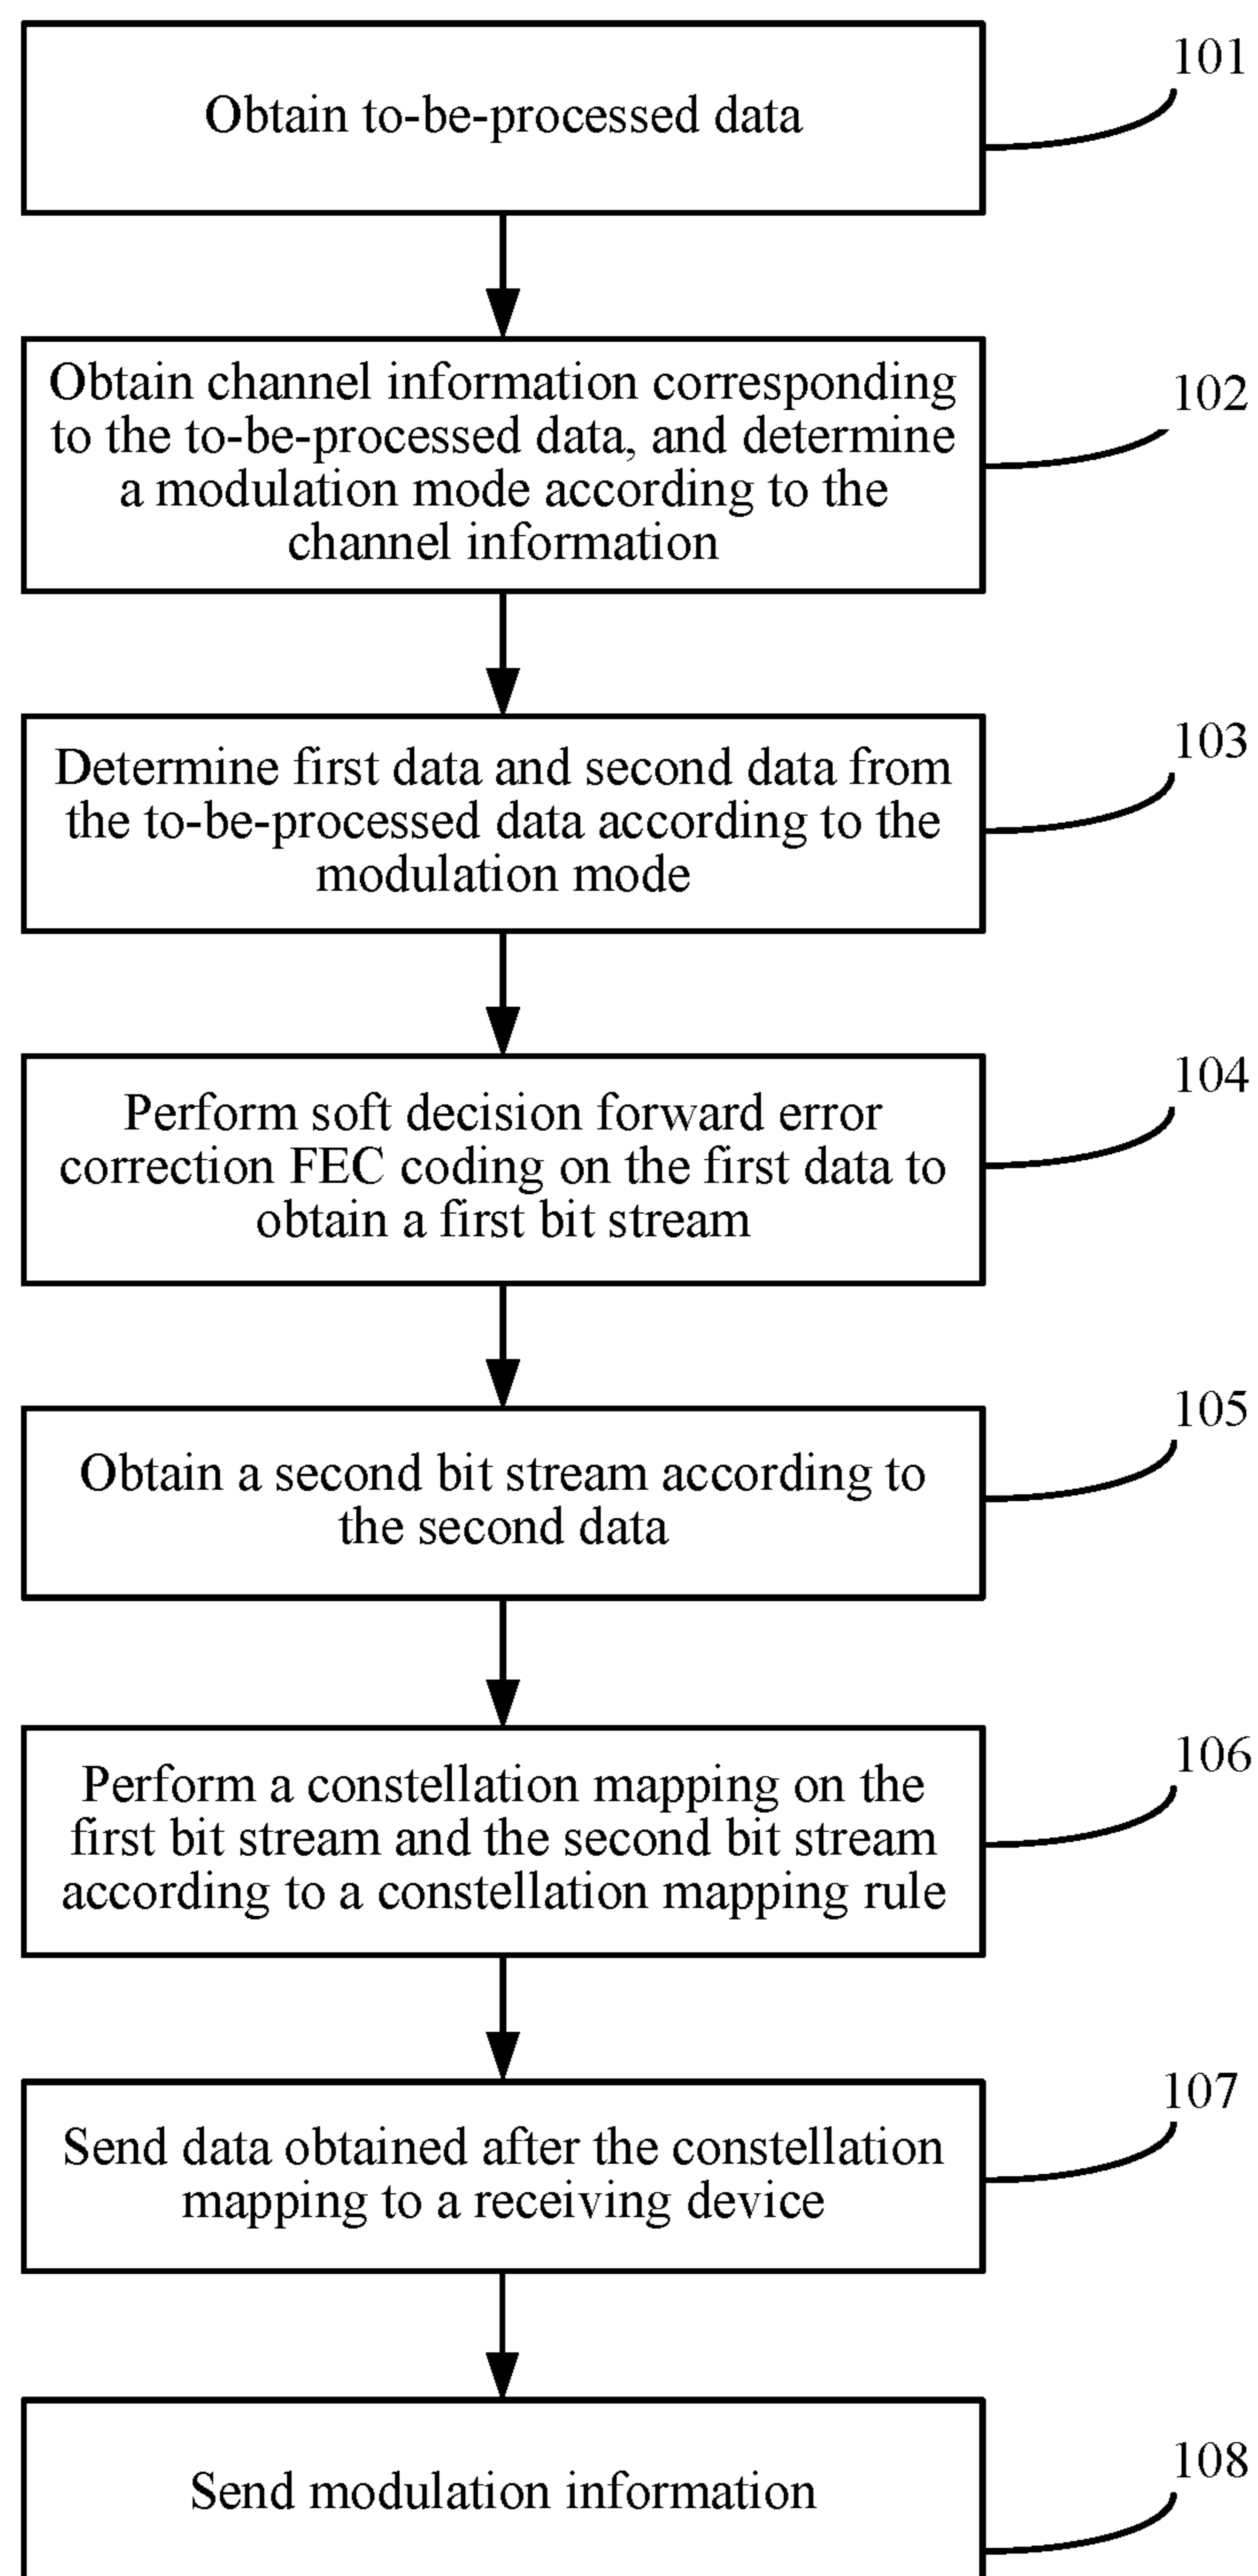 101
Obtain to-be-processed data
102
Obtain channel information corresponding
to the to-be-processed data, and determine
a modulation mode according to the
channel information
103
Determine first data and second data from
the to-be-processed data according to the
modulation mode
104
Perform soft decision forward error
correction FEC coding on the first data to
obtain a first bit stream
105
Obtain a second bit stream according to
the second data
106
Perform a constellation mapping on the
first bit stream and the second bit stream
according to a constellation mapping rule
107
Send data obtained after the constellation
mapping to a receiving device
108
Send modulation information